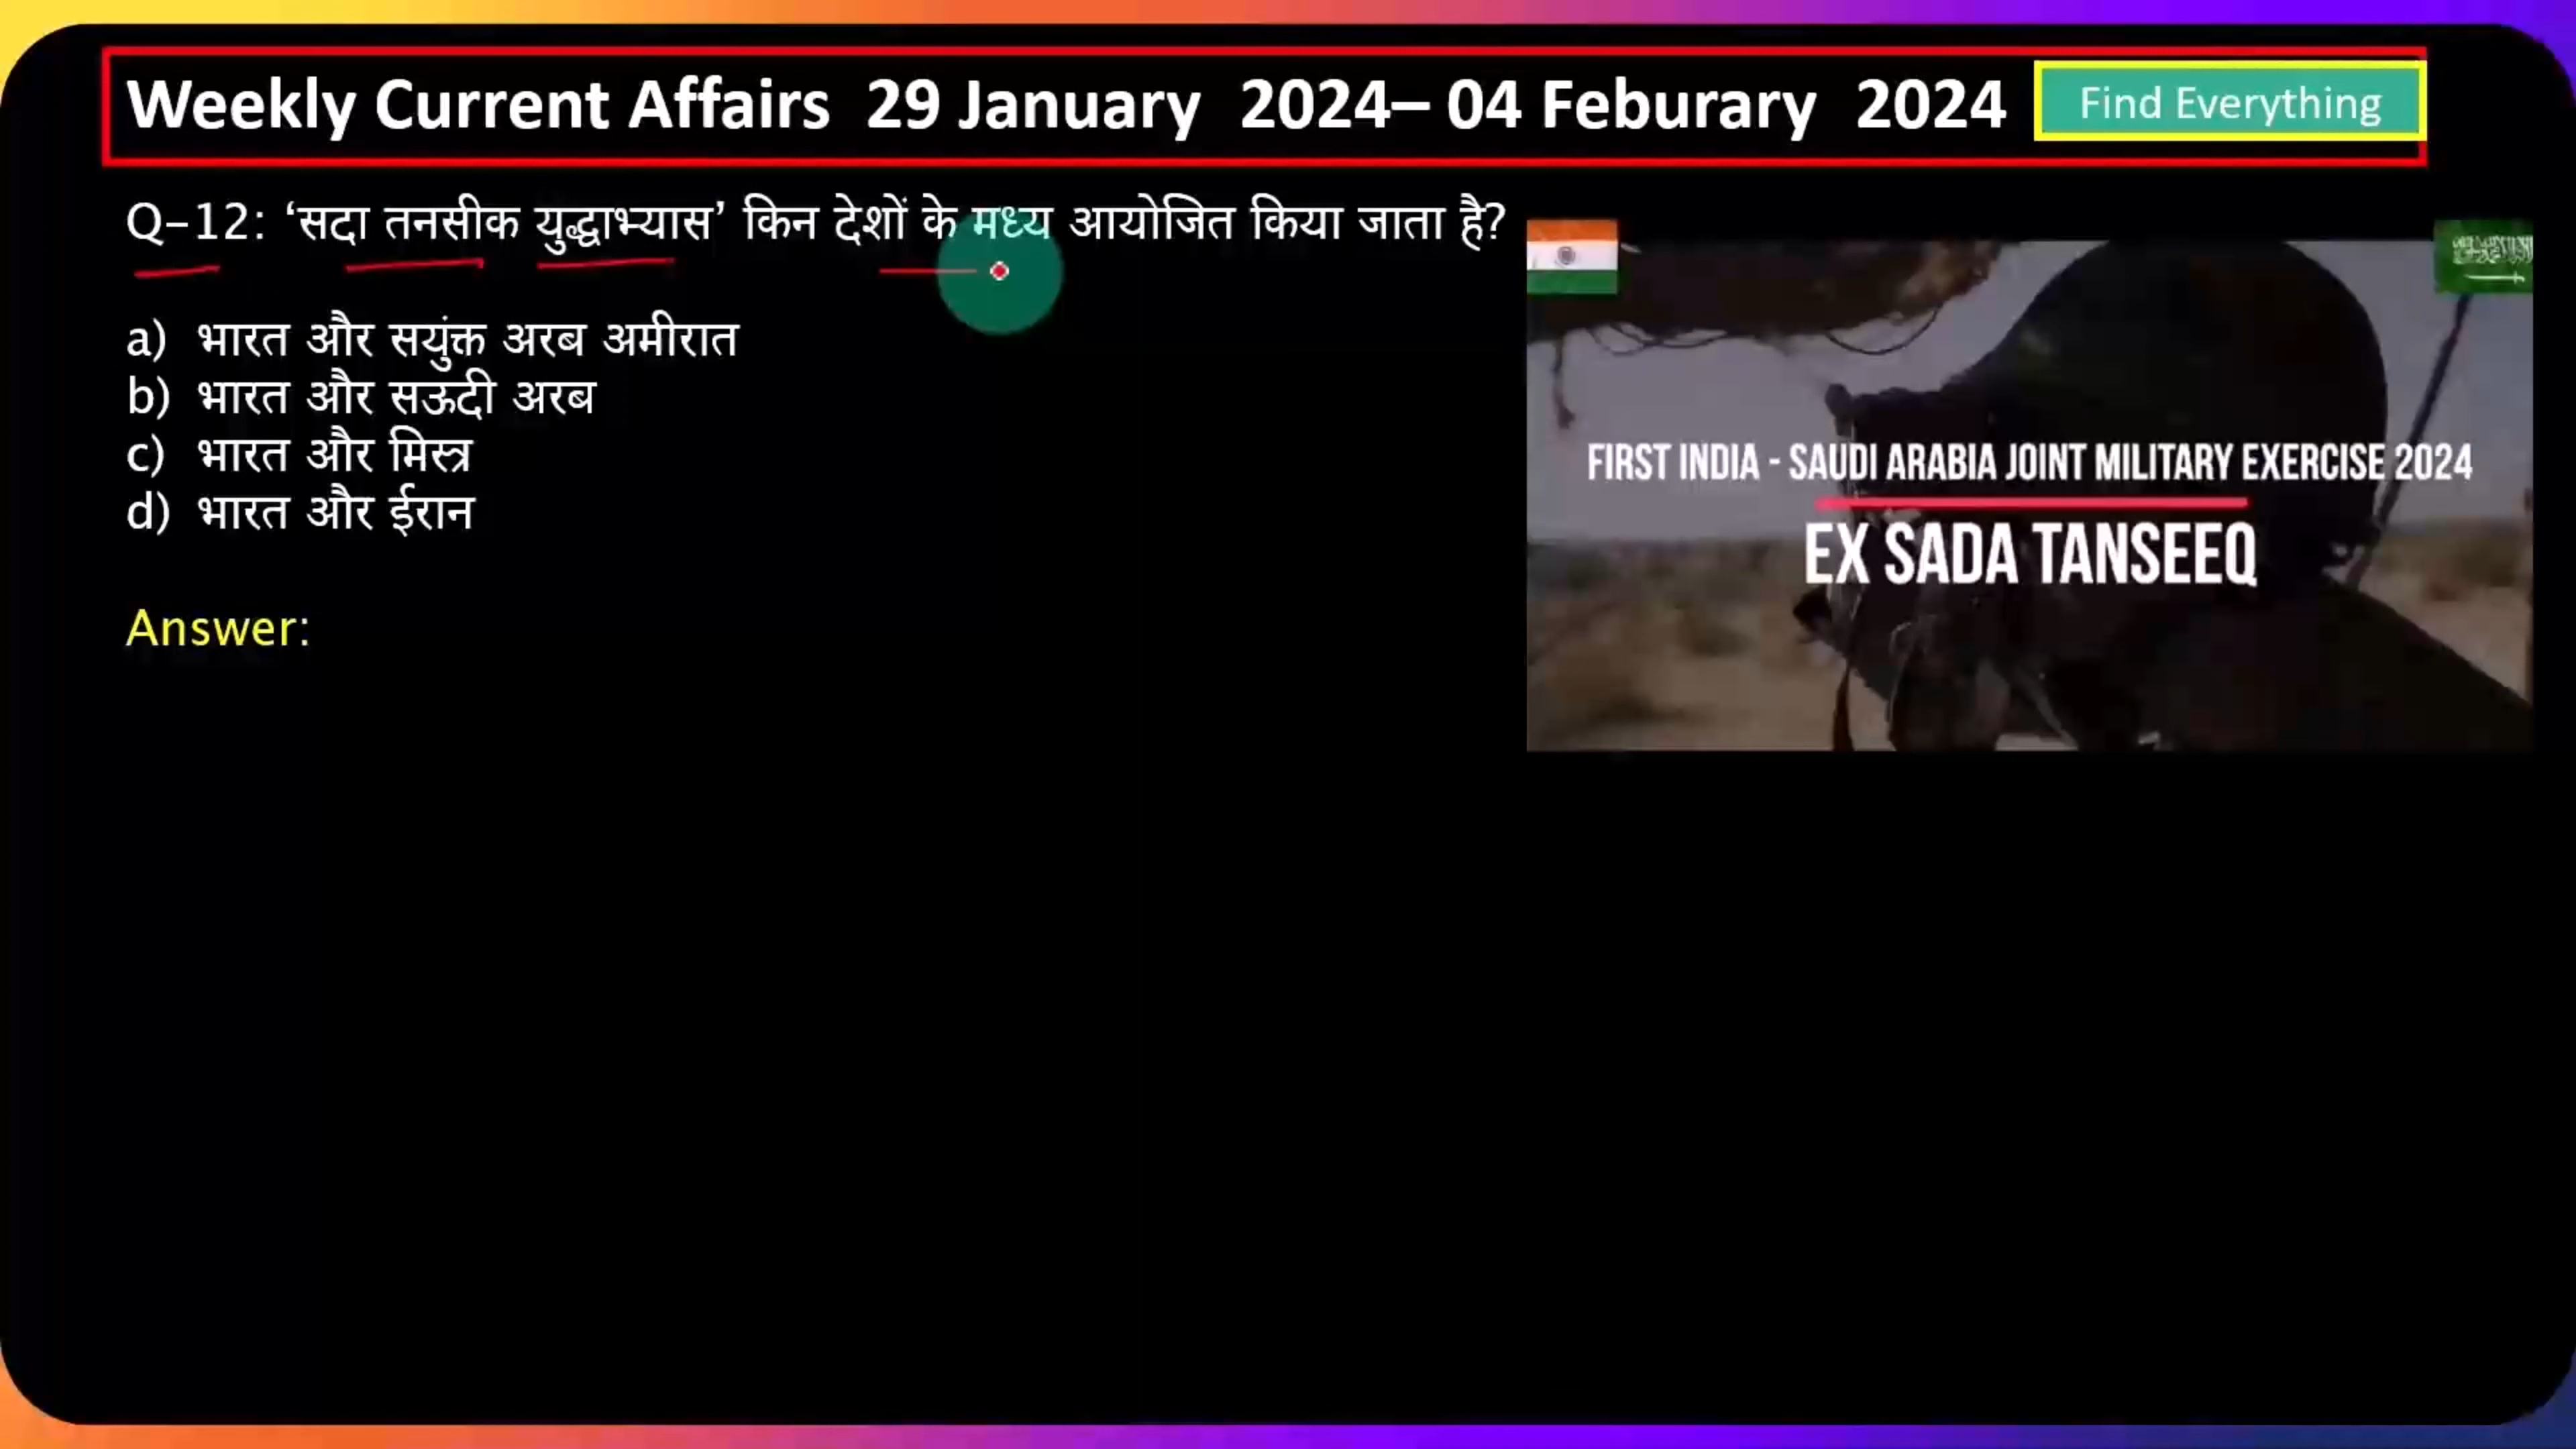 Weekly Current Affairs 29 January 2024– 04 Feburary 2024
Find Everything
Q-12: ‘सदा तनसीक युद्धाभ्यास’ किन देशों के मध्य आयोजित किया जाता है?
a) भारत और सयुंक्त अरब अमीरात
b) भारत और सऊदी अरब
c) भारत और मिस्त्र
d) भारत और ईरान
Answer:
FIRST INDIA - SAUDI ARABIA JOINT MILITARY EXERCISE 2024
EX SADA TANSEEQ